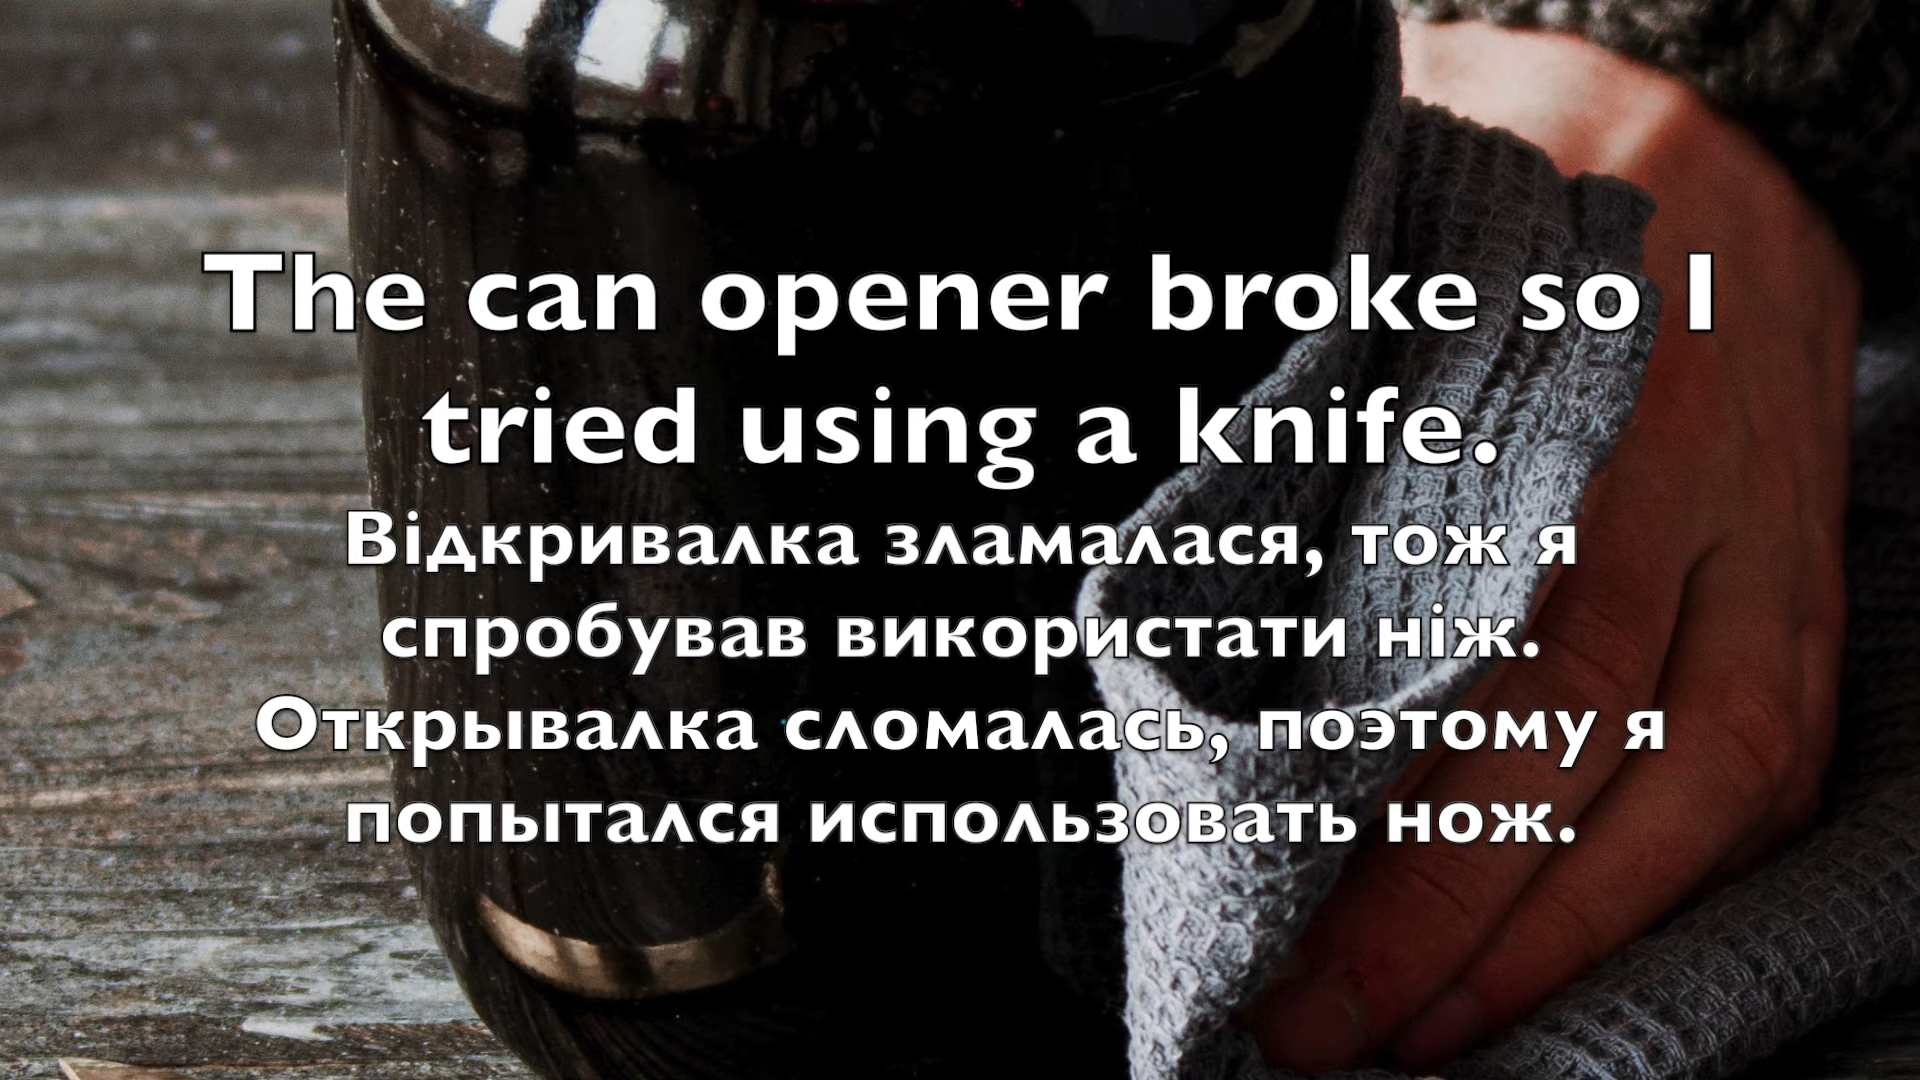 The can opener broke so I
tried using a knife.
Відкривалка зламалася, тож я
спробував використати ніж.
Открывалка сломалась, поэтому я
попытался использовать нож.